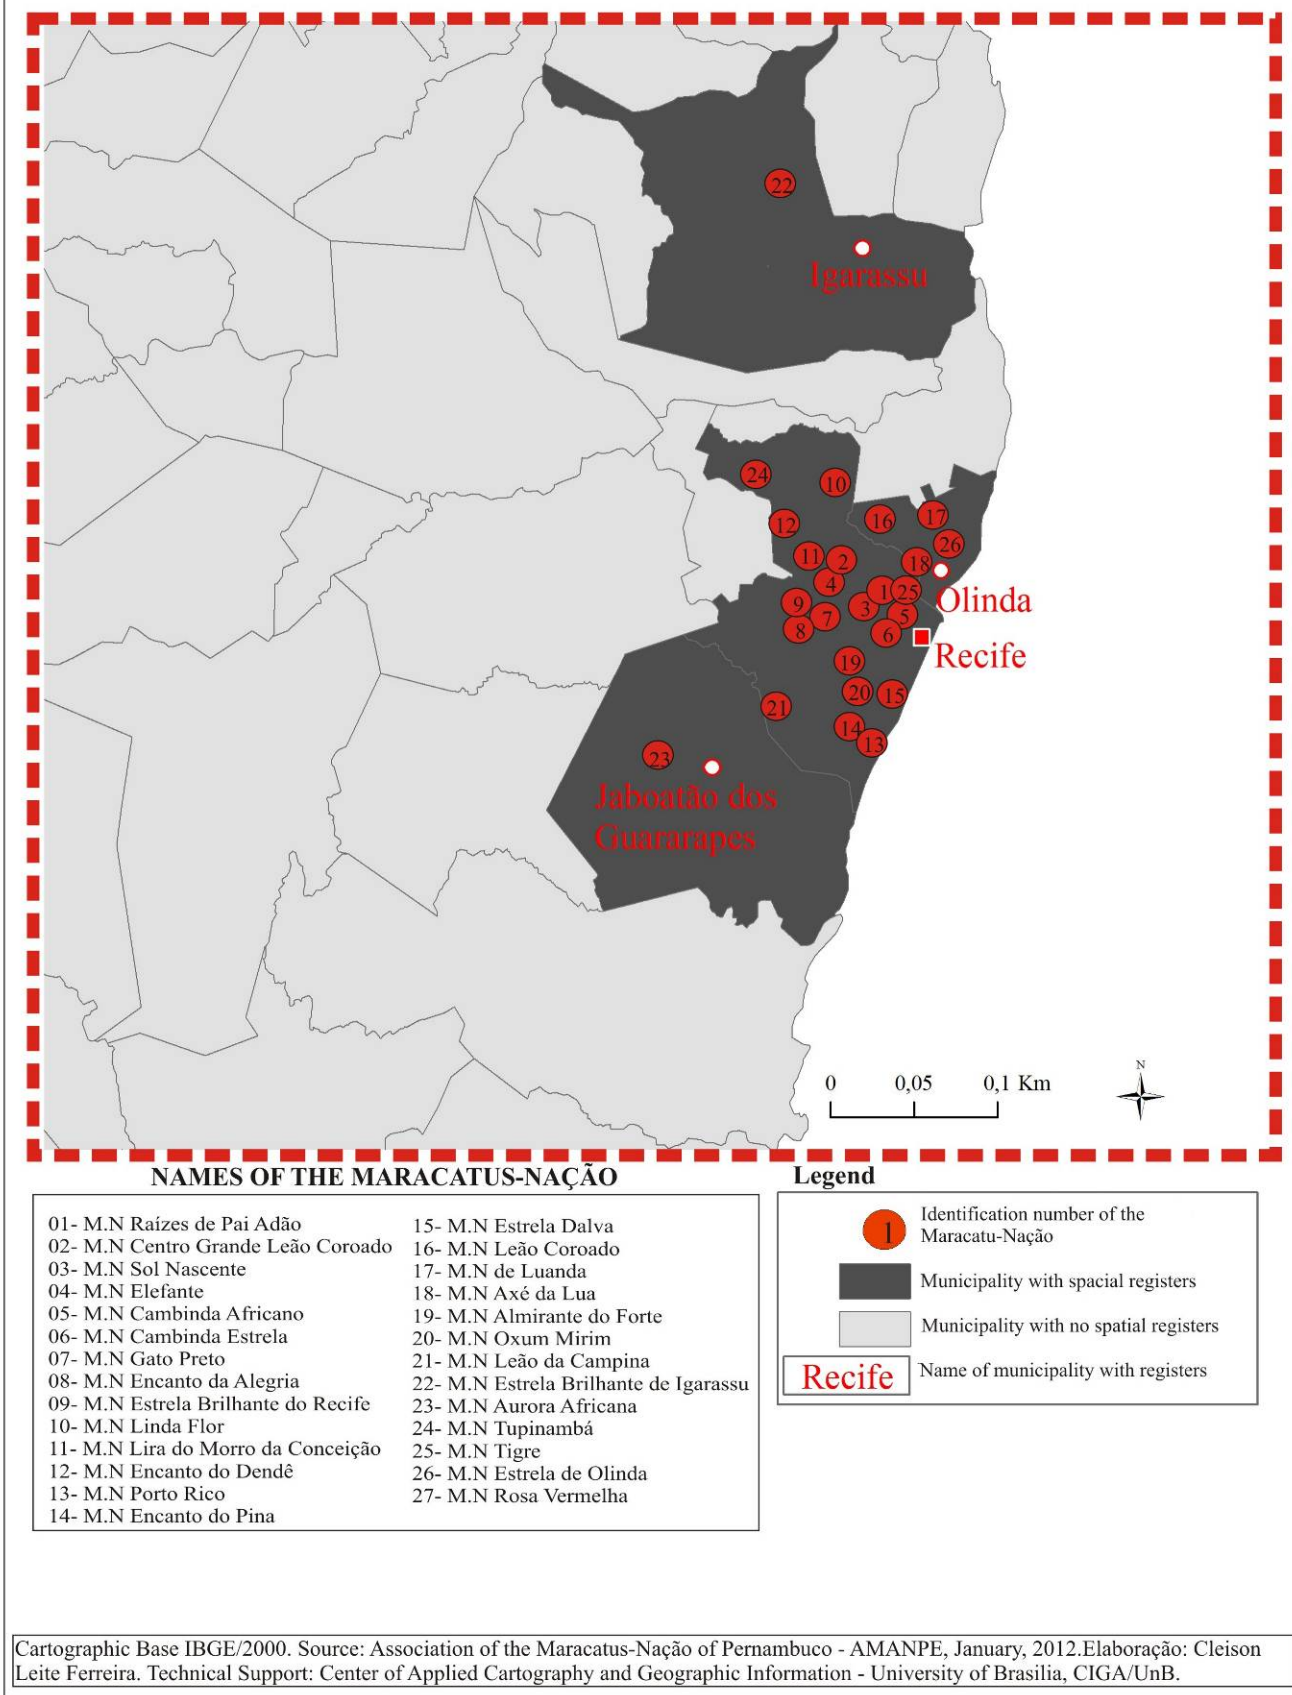 22
Igarassu
24
10
12
16
17
26
11
2
18
4
1
25
9
3
5
7
8
6
Olinda
Recife
19
20
15
21
14
13
23
Jaboatão dos
Guararapes
N
0 0,05 0,1 Km
NAMES OF THE MARACATUS-NAÇÃO
01- M.N Raízes de Pai Adão
02- M.N Centro Grande Leão Coroado
03- M.N Sol Nascente
04- M.N Elefante
05- M.N Cambinda Africano
06- M.N Cambinda Estrela
07- M.N Gato Preto
08- M.N Encanto da Alegria
09- M.N Estrela Brilhante do Recife
10- M.N Linda Flor
11- M.N Lira do Morro da Conceição
12- M.N Encanto do Dendê
13- M.N Porto Rico
14- M.N Encanto do Pina
15- M.N Estrela Dalva
16- M.N Leão Coroado
17- M.N de Luanda
18- M.N Axé da Lua
19- M.N Almirante do Forte
20- M.N Oxum Mirim
21- M.N Leão da Campina
22- M.N Estrela Brilhante de Igarassu
23- M.N Aurora Africana
24- M.N Tupinambá
25- M.N Tigre
26- M.N Estrela de Olinda
27- M.N Rosa Vermelha
Legend
1
Identification number of the
Maracatu-Nação
Municipality with spacial registers
Municipality with no spatial registers
Recife Name of municipality with registers
Cartographic Base IBGE/2000. Source: Association of the Maracatus-Nação of Pernambuco - AMANPE, January, 2012.Elaboração: Cleison
Leite Ferreira. Technical Support: Center of Applied Cartography and Geographic Information - University of Brasilia, CIGA/UnB.